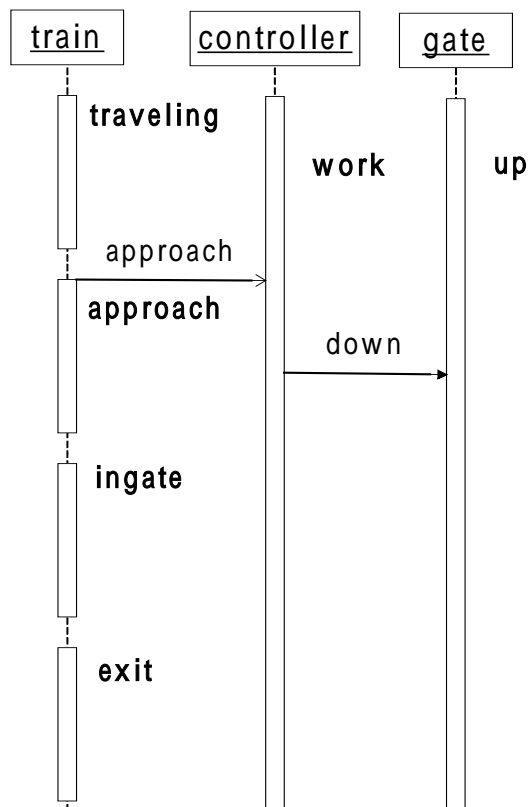 train
controller
gate
traveling
work
up
approach
approach
down
ingate
exit